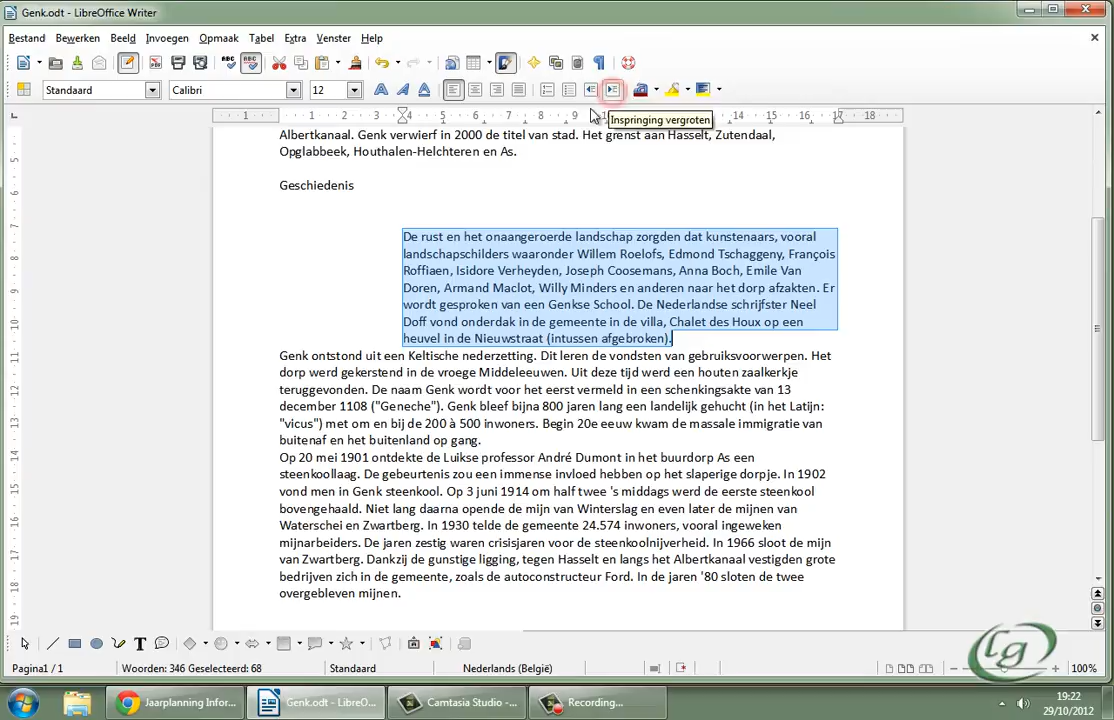 Genk.odt - LibreOffice Writer
Bestand Bewerken Beeld Invoegen Opmaak Tabel Extra Venster Help
Standaard Calibri 12
1 1 2 3 4 5 6 7 8 9 14 15 16 17 18
Inspringing vergroten
Albertkanaal. Genk verwierf in 2000 de titel van stad. Het grenst aan Hasselt, Zutendaal,
Opglabbeek, Houthalen-Helchteren en As.
Geschiedenis
De rust en het onaangeroerde landschap zorgden dat kunstenaars, vooral
landschapschilders waaronder Willem Roelofs, Edmond Tschaggeny, François
Roffiaen, Isidore Verheyden, Joseph Coosemans, Anna Boch, Emile Van
Doren, Armand Maclot, Willy Minders en anderen naar het dorp afzakten. Er
wordt gesproken van een Genkse School. De Nederlandse schrijfster Neel
Doff vond onderdak in de gemeente in de villa, Chalet des Houx op een
heuvel in de Nieuwstraat (intussen afgebroken).
Genk ontstond uit een Keltische nederzetting. Dit leren de vondsten van gebruiksvoorwerpen. Het
dorp werd gekerstend in de vroege Middeleeuwen. Uit deze tijd werd een houten zaalkerkje
teruggevonden. De naam Genk wordt voor het eerst vermeld in een schenkingsakte van 13
december 1108 ("Geneche"). Genk bleef bijna 800 jaren lang een landelijk gehucht (in het Latijn:
"vicus") met om en bij de 200 à 500 inwoners. Begin 20e eeuw kwam de massale immigratie van
buitenaf en het buitenland op gang.
Op 20 mei 1901 ontdekte de Luikse professor André Dumont in het buurdorp As een
steenkoollaag. De gebeurtenis zou een immense invloed hebben op het slaperige dorpje. In 1902
vond men in Genk steenkool. Op 3 juni 1914 om half twee 's middags werd de eerste steenkool
bovengehaald. Niet lang daarna opende de mijn van Winterslag en even later de mijnen van
Waterschei en Zwartberg. In 1930 telde de gemeente 24.574 inwoners, vooral ingeweken
mijnarbeiders. De jaren zestig waren crisisjaren voor de steenkoolnijverheid. In 1966 sloot de mijn
van Zwartberg. Dankzij de gunstige ligging, tegen Hasselt en langs het Albertkanaal vestigden grote
bedrijven zich in de gemeente, zoals de autoconstructeur Ford. In de jaren '80 sloten de twee
overgebleven mijnen.
Pagina1 / 1 Woorden: 346 Geselecteerd: 68 Standaard Nederlands (België) 100%
Jaarplanning Infor... Genk.odt - LibreO... Camtasia Studio -... Recording...
19:22
29/10/2012
lg